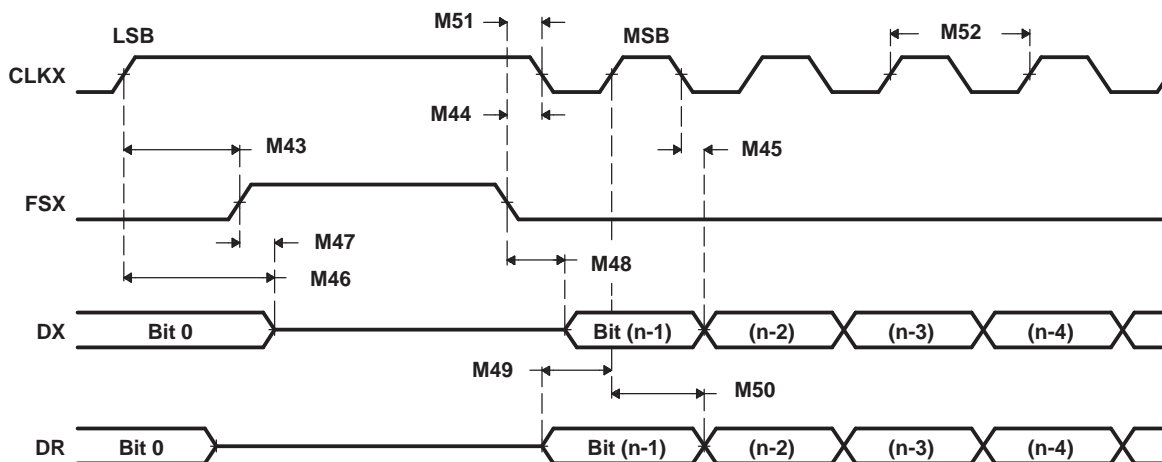 M51
LSB
MSB
M52
CLKX
M44
M43
M45
FSX
M47
M48
M46
DX
Bit 0
Bit (n-1)
(n-2)
(n-3)
(n-4)
M49
M50
DR
Bit 0
Bit (n-1)
(n-2)
(n-3)
(n-4)